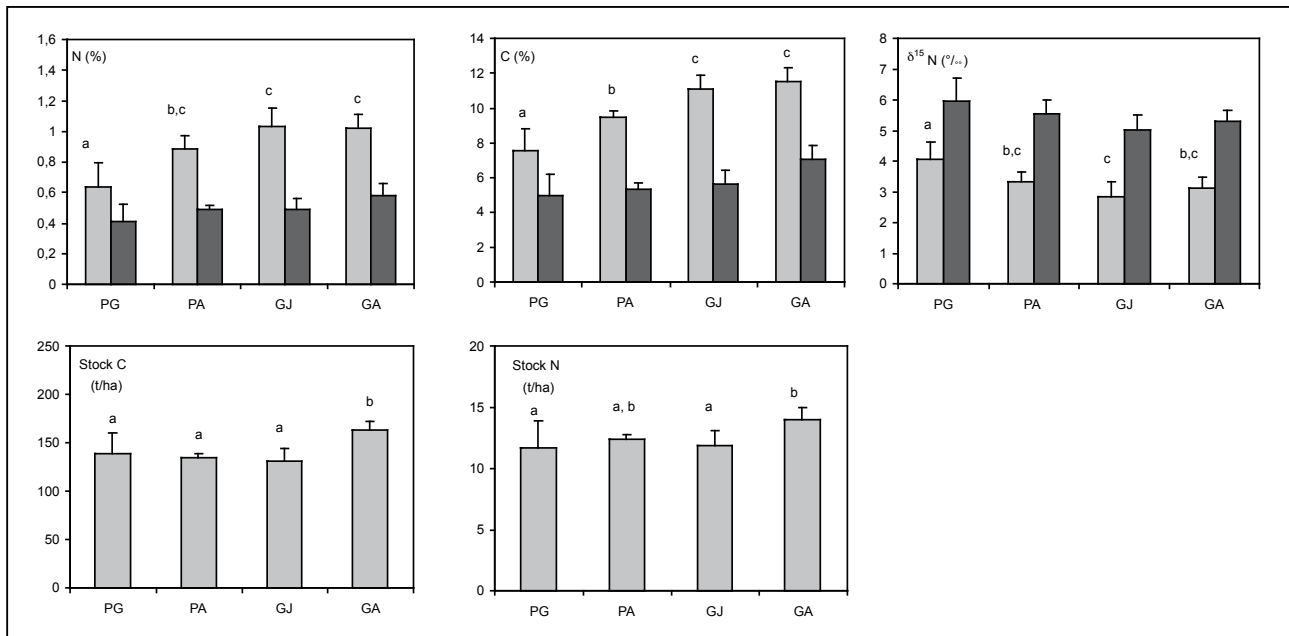 N (%)
1,6
1,4
1,2
1
0,8
0,6
0,4
0,2
0
a
b,c
c
c
PG PA GJ GA
C (%)
14
12
10
8
6
4
2
0
a
b
c
c
PG PA GJ GA
δ¹⁵ N (°/∞)
8
7
6
5
4
3
2
1
0
a
b,c
c
b,c
PG PA GJ GA
Stock C
(t/ha)
250
200
150
100
50
0
a
a
a
b
PG PA GJ GA
Stock N
(t/ha)
20
15
10
5
0
a
a, b
a
b
PG PA GJ GA